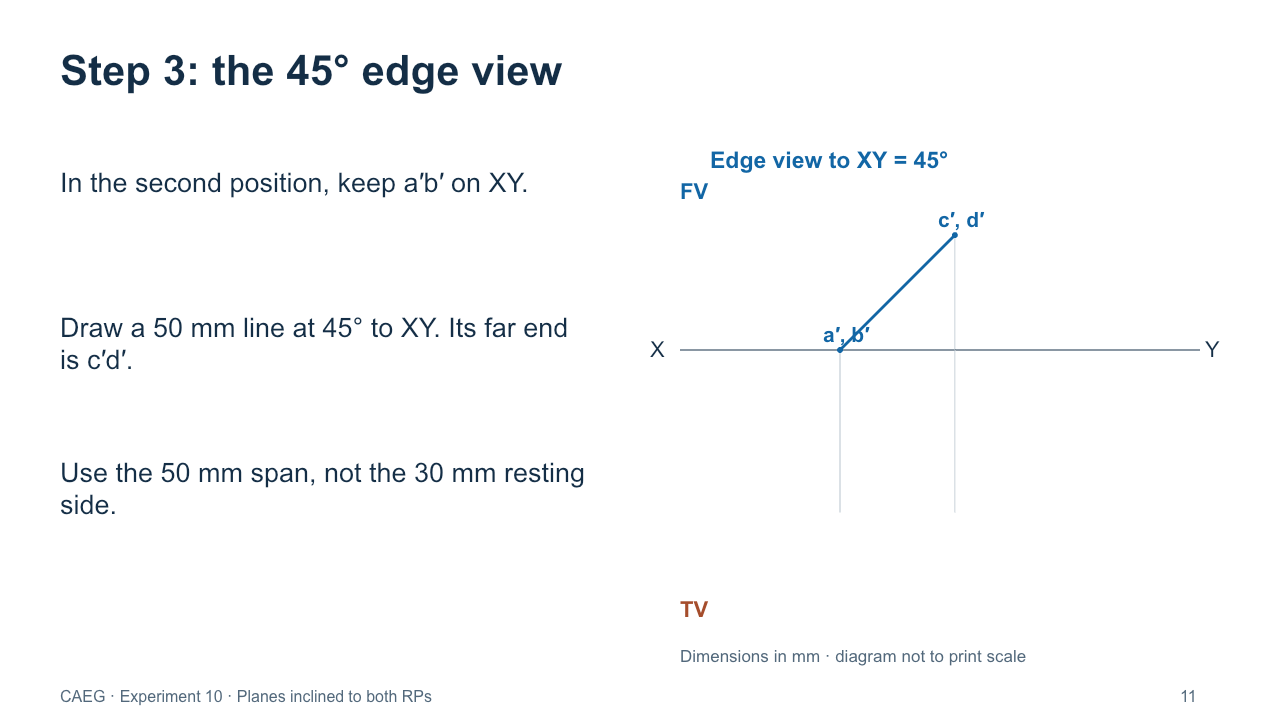 Step 3: the 45° edge view
In the second position, keep a′b′ on XY.
Draw a 50 mm line at 45° to XY. Its far end
is c′d′.
Use the 50 mm span, not the 30 mm resting
side.
Edge view to XY = 45°
FV
c′, d′
a′, b′
X
Y
TV
Dimensions in mm · diagram not to print scale
CAEG · Experiment 10 · Planes inclined to both RPs
11